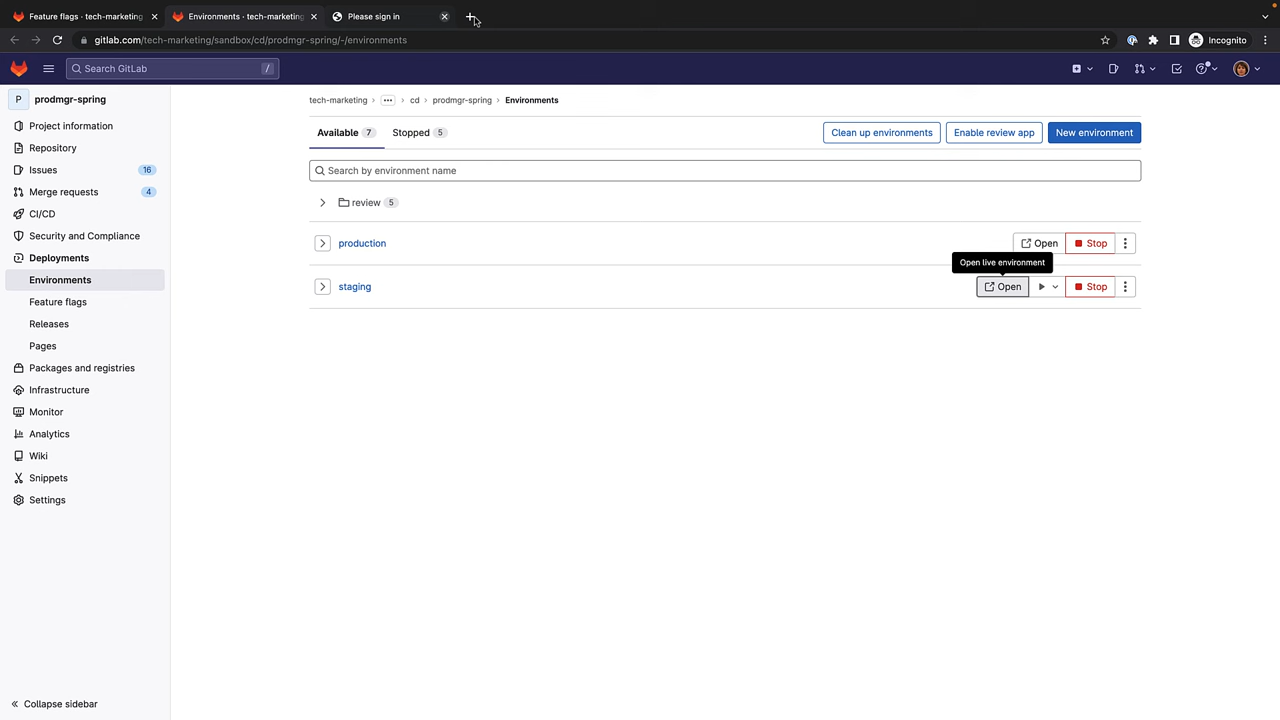 Feature flags · tech-marketing
Environments · tech-marketing
Please sign in
gitlab.com/tech-marketing/sandbox/cd/prodmgr-spring/-/environments
Incognito
Search GitLab /
P prodmgr-spring
Project information
Repository
Issues 16
Merge requests 4
CI/CD
Security and Compliance
Deployments
Environments
Feature flags
Releases
Pages
Packages and registries
Infrastructure
Monitor
Analytics
Wiki
Snippets
Settings
Collapse sidebar
tech-marketing › ... › cd › prodmgr-spring › Environments
Available 7 Stopped 5
Clean up environments Enable review app New environment
Search by environment name
review 5
production Open Stop
Open live environment
staging Open Stop